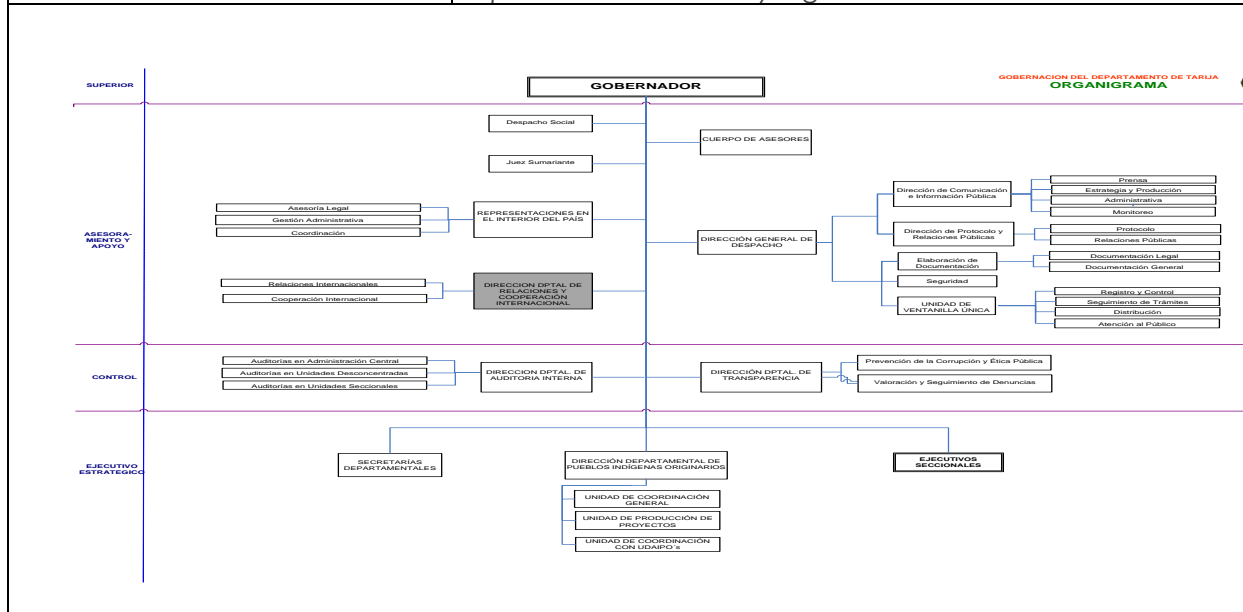 SUPERIOR
GOBERNADOR
GOBERNACION DEL DEPARTAMENTO DE TARIJA
ORGANIGRAMA
Despacho Social
CUERPO DE ASESORES
Juez Sumariante
ASESORA-
MIENTO Y
APOYO
Asesoría Legal
Gestión Administrativa
Coordinación
REPRESENTACIONES EN
EL INTERIOR DEL PAÍS
DIRECCIÓN GENERAL DE
DESPACHO
Dirección de Comunicación
e Información Pública
Prensa
Estrategia y Producción
Administrativa
Monitoreo
Dirección de Protocolo y
Relaciones Públicas
Protocolo
Relaciones Públicas
Elaboración de
Documentación
Documentación Legal
Documentación General
Seguridad
UNIDAD DE
VENTANILLA ÚNICA
Registro y Control
Seguimiento de Trámites
Distribución
Atención al Público
Relaciones Internacionales
Cooperación Internacional
DIRECCION DPTAL DE
RELACIONES Y
COOPERACIÓN
INTERNACIONAL
CONTROL
Auditorías en Administración Central
Auditorías en Unidades Desconcentradas
Auditorías en Unidades Seccionales
DIRECCION DPTAL. DE
AUDITORIA INTERNA
DIRECCIÓN DPTAL. DE
TRANSPARENCIA
Prevención de la Corrupción y Ética Pública
Valoración y Seguimiento de Denuncias
EJECUTIVO
ESTRATEGICO
SECRETARÍAS
DEPARTAMENTALES
DIRECCIÓN DEPARTAMENTAL DE
PUEBLOS INDÍGENAS ORIGINARIOS
EJECUTIVOS
SECCIONALES
UNIDAD DE COORDINACIÓN
GENERAL
UNIDAD DE PRODUCCIÓN DE
PROYECTOS
UNIDAD DE COORDINACIÓN
CON UDAIPO´s